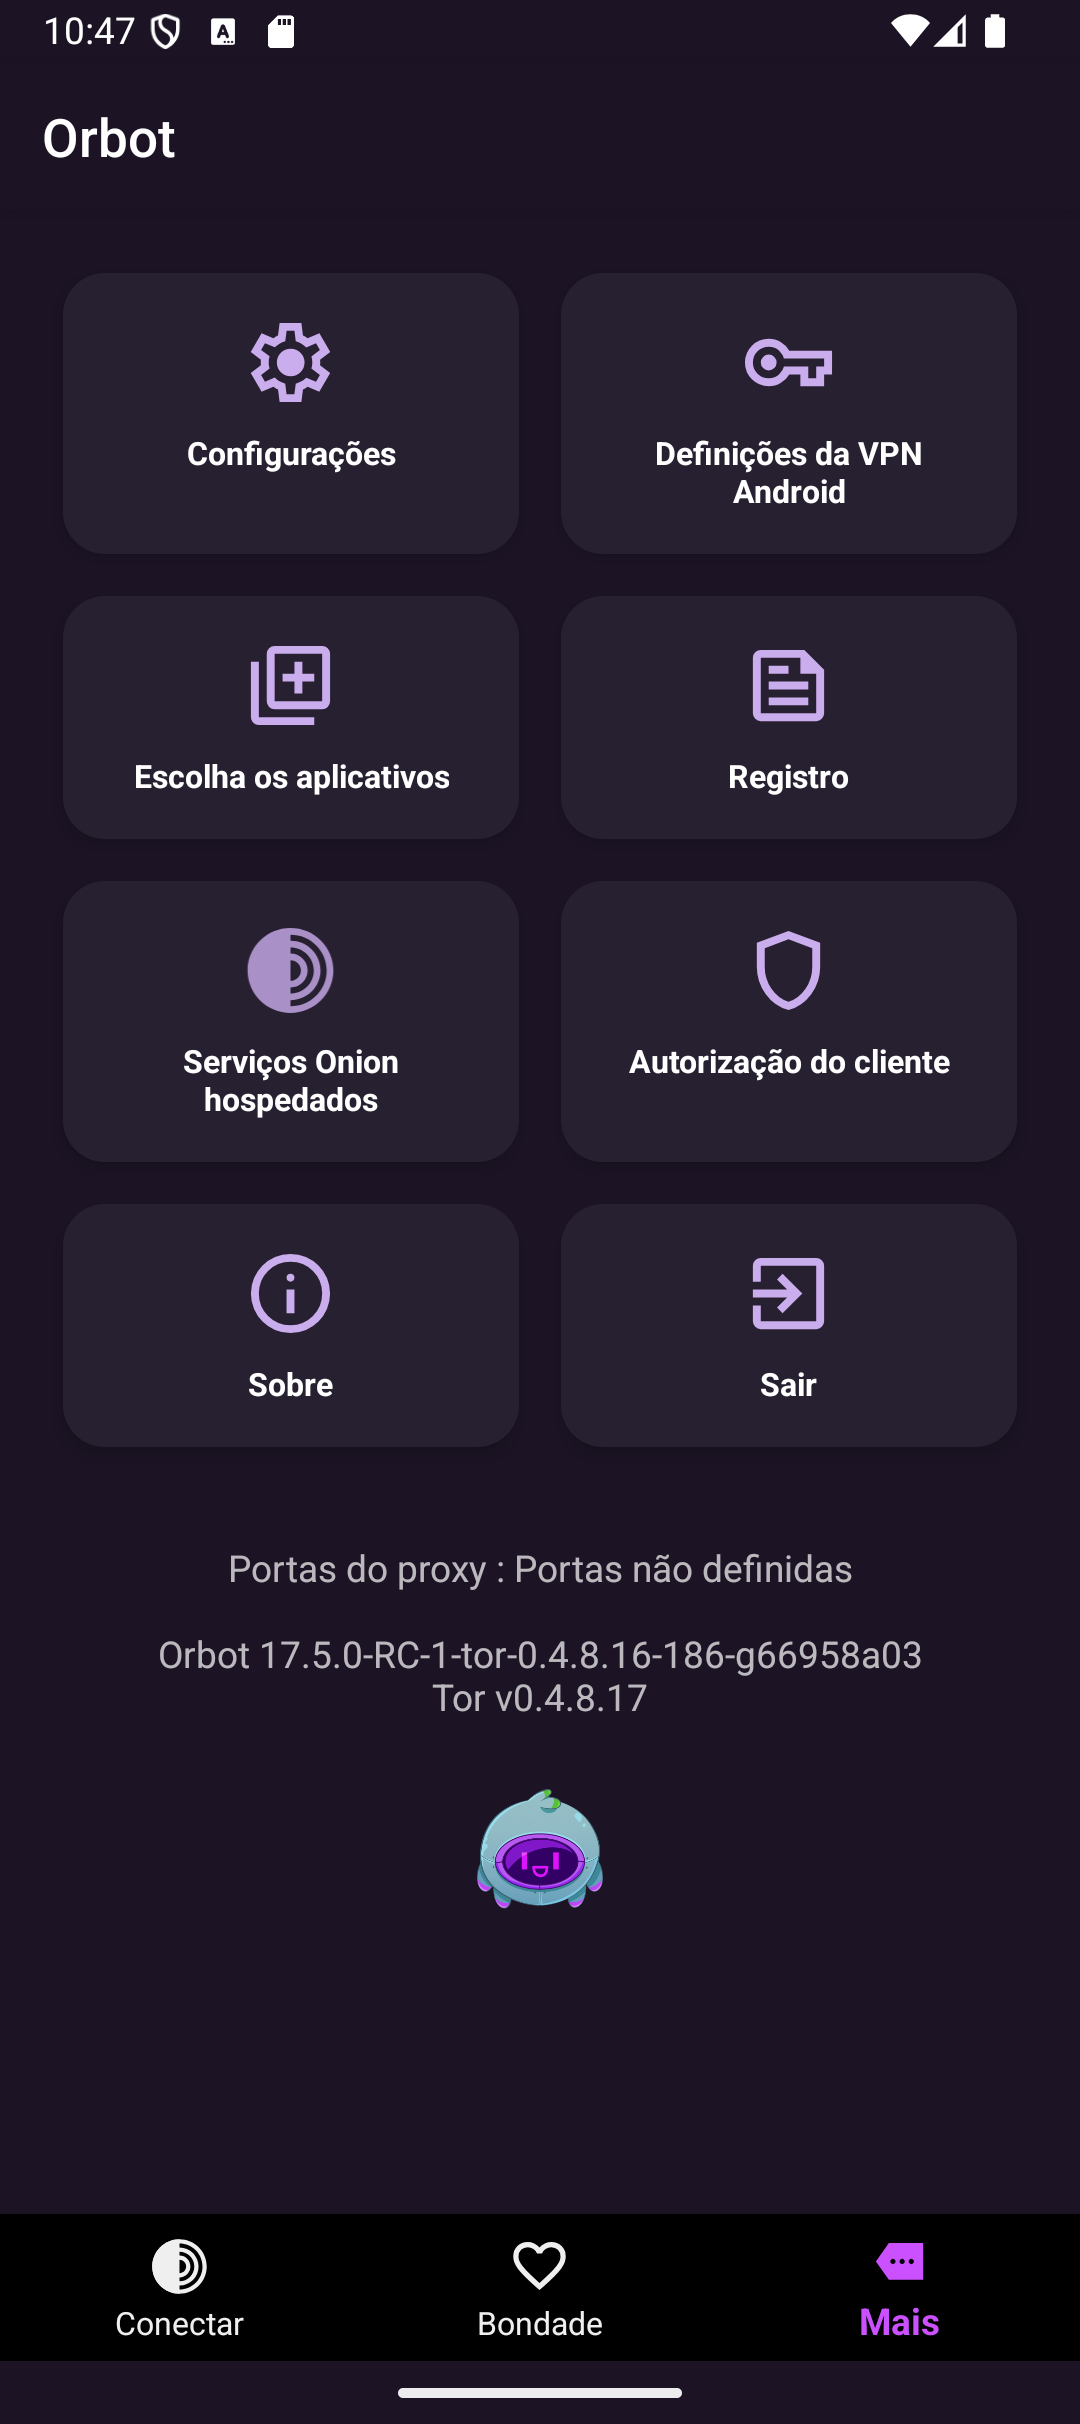 10:47
Orbot
Configurações
Definições da VPN
Android
Escolha os aplicativos
Registro
Serviços Onion
hospedados
Autorização do cliente
Sobre
Sair
Portas do proxy : Portas não definidas
Orbot 17.5.0-RC-1-tor-0.4.8.16-186-g66958a03
Tor v0.4.8.17
Conectar
Bondade
Mais